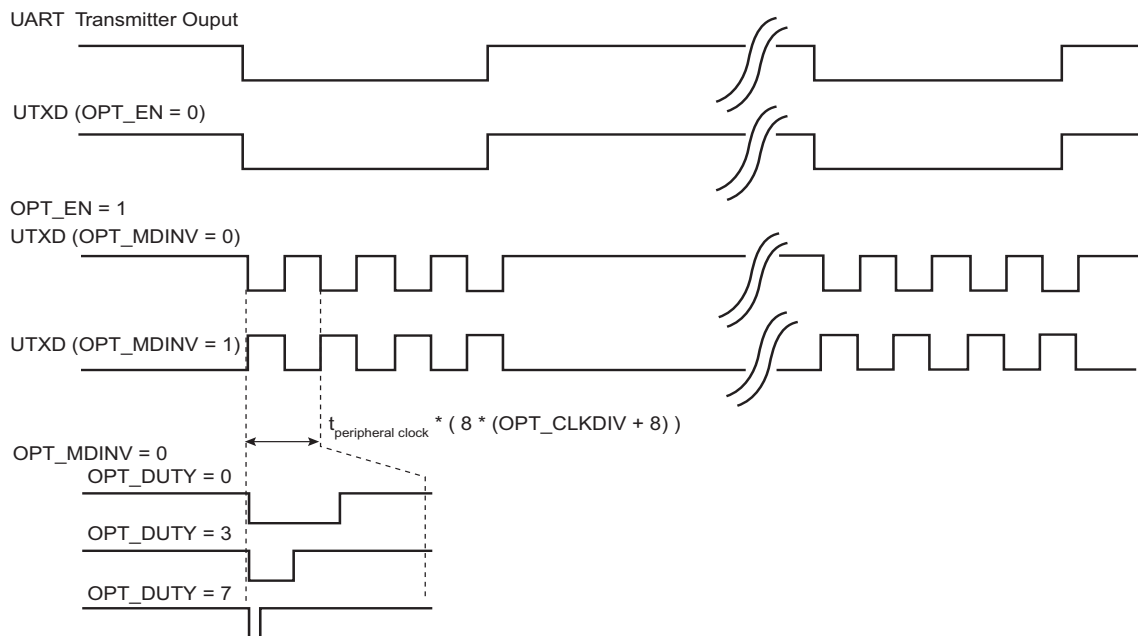 UART Transmitter Ouput
UTXD (OPT_EN = 0)
OPT_EN = 1
UTXD (OPT_MDINV = 0)
UTXD (OPT_MDINV = 1)
t peripheral clock * ( 8 * (OPT_CLKDIV + 8) )
OPT_MDINV = 0
OPT_DUTY = 0
OPT_DUTY = 3
OPT_DUTY = 7